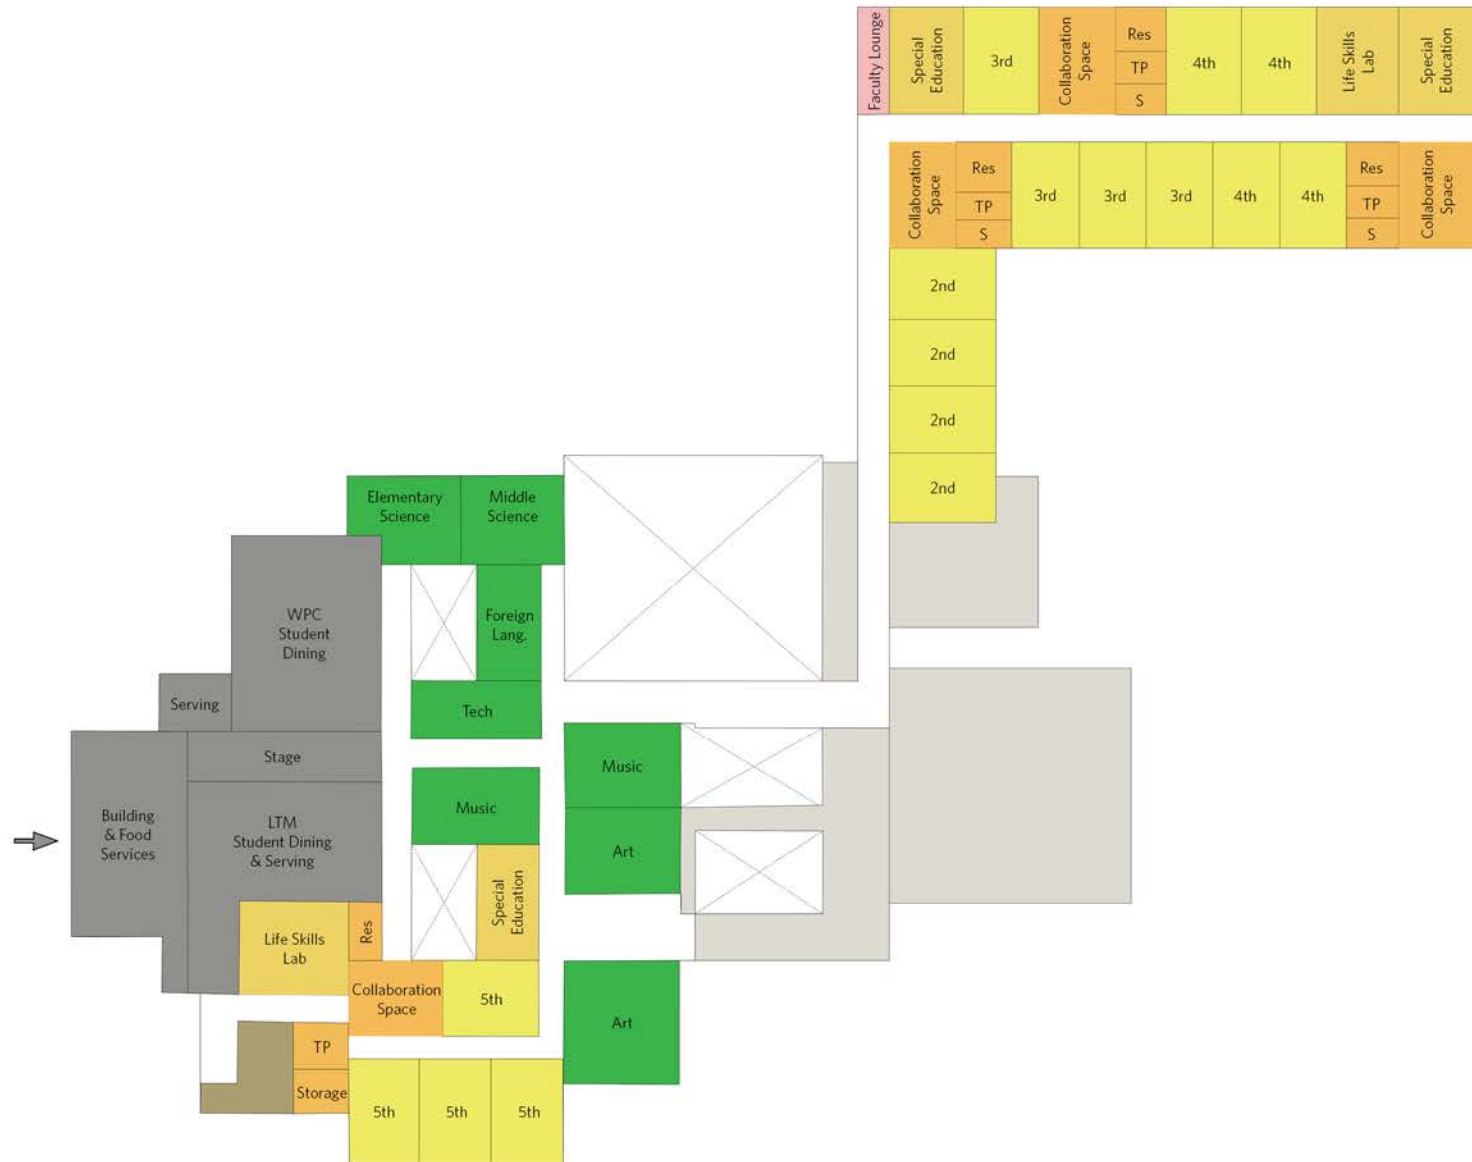 Faculty Lounge
Special
Education
3rd
Collaboration
Space
Res
TP
S
4th
4th
Life Skills
Lab
Special
Education
Collaboration
Space
Res
TP
S
3rd
3rd
3rd
4th
4th
Res
TP
S
Collaboration
Space
2nd
2nd
2nd
2nd
Elementary
Science
Middle
Science
WPC
Student
Dining
Foreign
Lang.
Serving
Tech
Stage
Music
Music
Building
& Food
Services
LTM
Student Dining
& Serving
Art
Special
Education
Life Skills
Lab
Res
Collaboration
Space
5th
Art
TP
Storage
5th
5th
5th